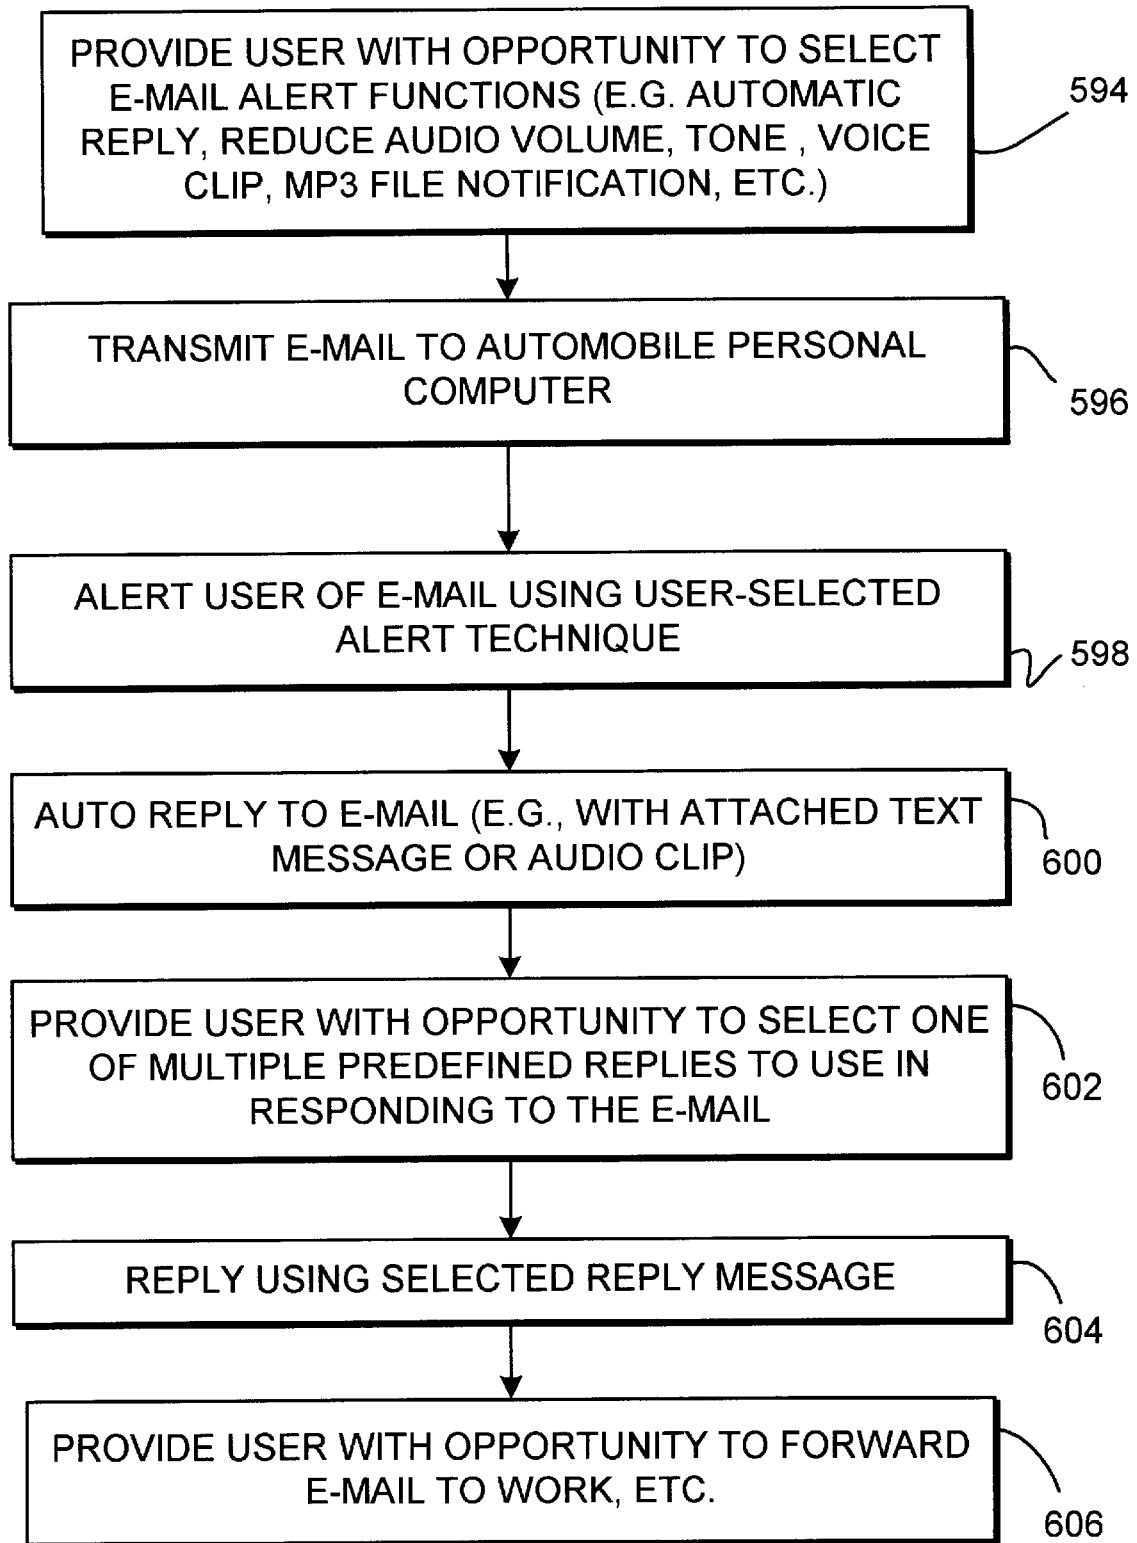 PROVIDE USER WITH OPPORTUNITY TO SELECT
E-MAIL ALERT FUNCTIONS (E.G. AUTOMATIC
REPLY, REDUCE AUDIO VOLUME, TONE , VOICE
CLIP, MP3 FILE NOTIFICATION, ETC.)
594
TRANSMIT E-MAIL TO AUTOMOBILE PERSONAL
COMPUTER
596
ALERT USER OF E-MAIL USING USER-SELECTED
ALERT TECHNIQUE
598
AUTO REPLY TO E-MAIL (E.G., WITH ATTACHED TEXT
MESSAGE OR AUDIO CLIP)
600
PROVIDE USER WITH OPPORTUNITY TO SELECT ONE
OF MULTIPLE PREDEFINED REPLIES TO USE IN
RESPONDING TO THE E-MAIL
602
REPLY USING SELECTED REPLY MESSAGE
604
PROVIDE USER WITH OPPORTUNITY TO FORWARD
E-MAIL TO WORK, ETC.
606